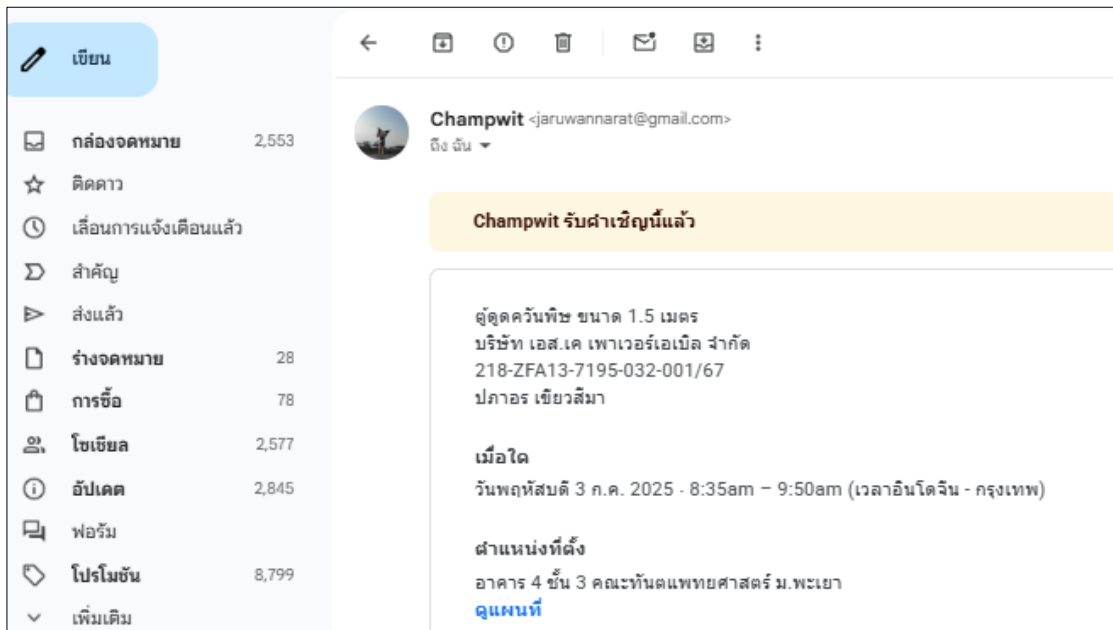 เขียน
กล่องจดหมาย 2,553
ติดดาว
เลื่อนการแจ้งเตือนแล้ว
สำคัญ
ส่งแล้ว
ร่างจดหมาย 28
การซื้อ 78
โซเชียล 2,577
อัปเดต 2,845
ฟอรัม
โปรโมชัน 8,799
เพิ่มเติม
Champwit <jaruwannarat@gmail.com>
ถึง ฉัน
Champwit รับคำเชิญนี้แล้ว
ตู้ดูดควันพิษ ขนาด 1.5 เมตร
บริษัท เอส.เค เพาเวอร์เอเบิล จำกัด
218-ZFA13-7195-032-001/67
ปภาอร เขียวสีมา
เมื่อใด
วันพฤหัสบดี 3 ก.ค. 2025 · 8:35am – 9:50am (เวลาอินโดจีน - กรุงเทพ)
ตำแหน่งที่ตั้ง
อาคาร 4 ชั้น 3 คณะทันตแพทยศาสตร์ ม.พะเยา
ดูแผนที่